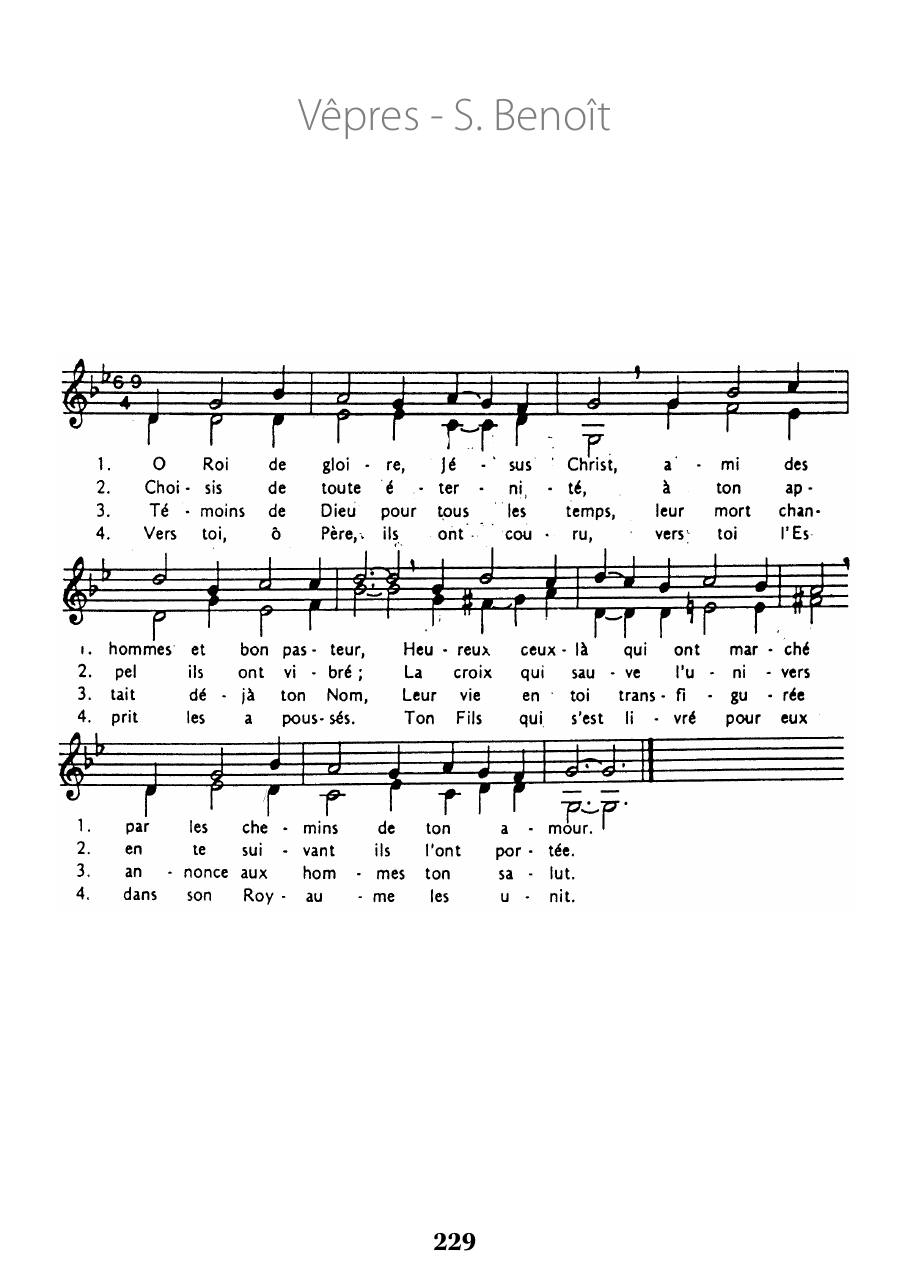 Vêpres - S. Benoît
6 9
4
1. O Roi de gloi - re, Jé - sus Christ, a - mi des
2. Choi - sis de toute é - ter - ni - té, à ton ap -
3. Té - moins de Dieu pour tous les temps, leur mort chan-
4. Vers toi, ô Père, ils ont cou - ru, vers toi l'Es
1. hommes et bon pas - teur, Heu - reux ceux - là qui ont mar - ché
2. pel ils ont vi - bré ; La croix qui sau - ve l'u - ni - vers
3. tait dé - jà ton Nom, Leur vie en toi trans - fi - gu - rée
4. prit les a pous - sés. Ton Fils qui s'est li - vré pour eux
1. par les che - mins de ton a - mour.
2. en te sui - vant ils l'ont por - tée.
3. an - nonce aux hom - mes ton sa - lut.
4. dans son Roy - au - me les u - nit.
229